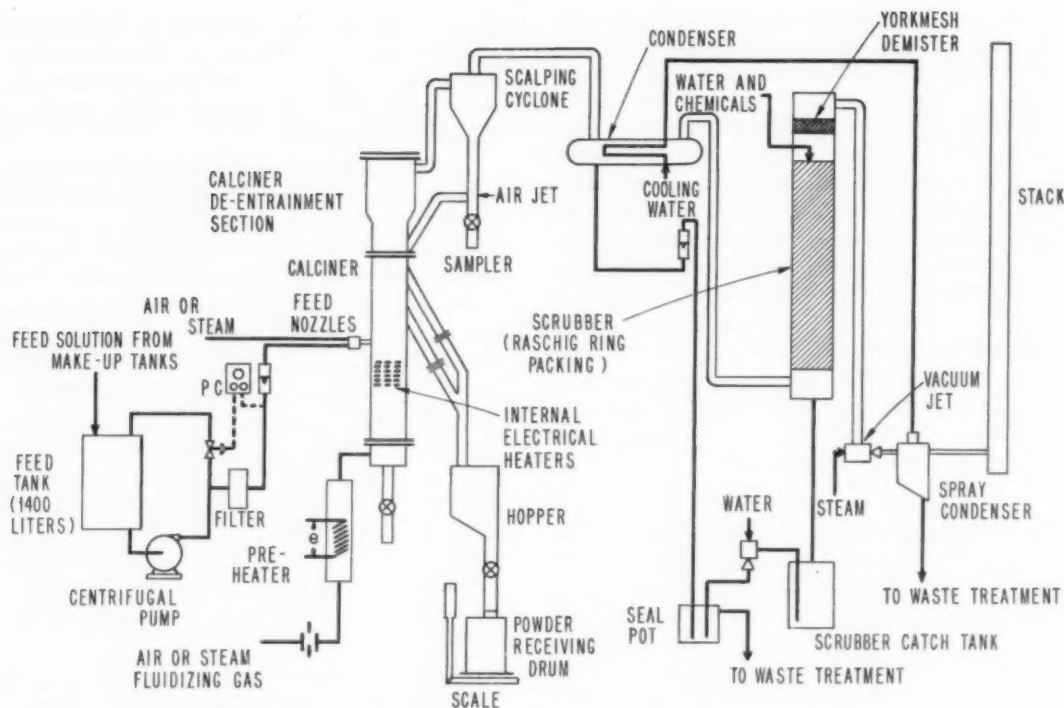 YORKMESH
DEMISTER
CONDENSER
SCALPING
CYCLONE
WATER AND
CHEMICALS
CALCINER
DE-ENTRAINMENT
SECTION
AIR JET
COOLING
WATER
STACK
SAMPLER
CALCINER
AIR OR
STEAM
FEED
NOZZLES
FEED SOLUTION FROM
MAKE-UP TANKS
PC
SCRUBBER
(RASCHIG RING
PACKING)
VACUUM
JET
INTERNAL
ELECTRICAL
HEATERS
FEED
TANK
(1400
LITERS)
FILTER
HOPPER
STEAM
SPRAY
CONDENSER
WATER
e
PRE-
HEATER
CENTRIFUGAL
PUMP
TO WASTE TREATMENT
SEAL
POT
SCRUBBER CATCH TANK
POWDER
RECEIVING
DRUM
AIR OR STEAM
FLUIDIZING GAS
TO WASTE TREATMENT
SCALE